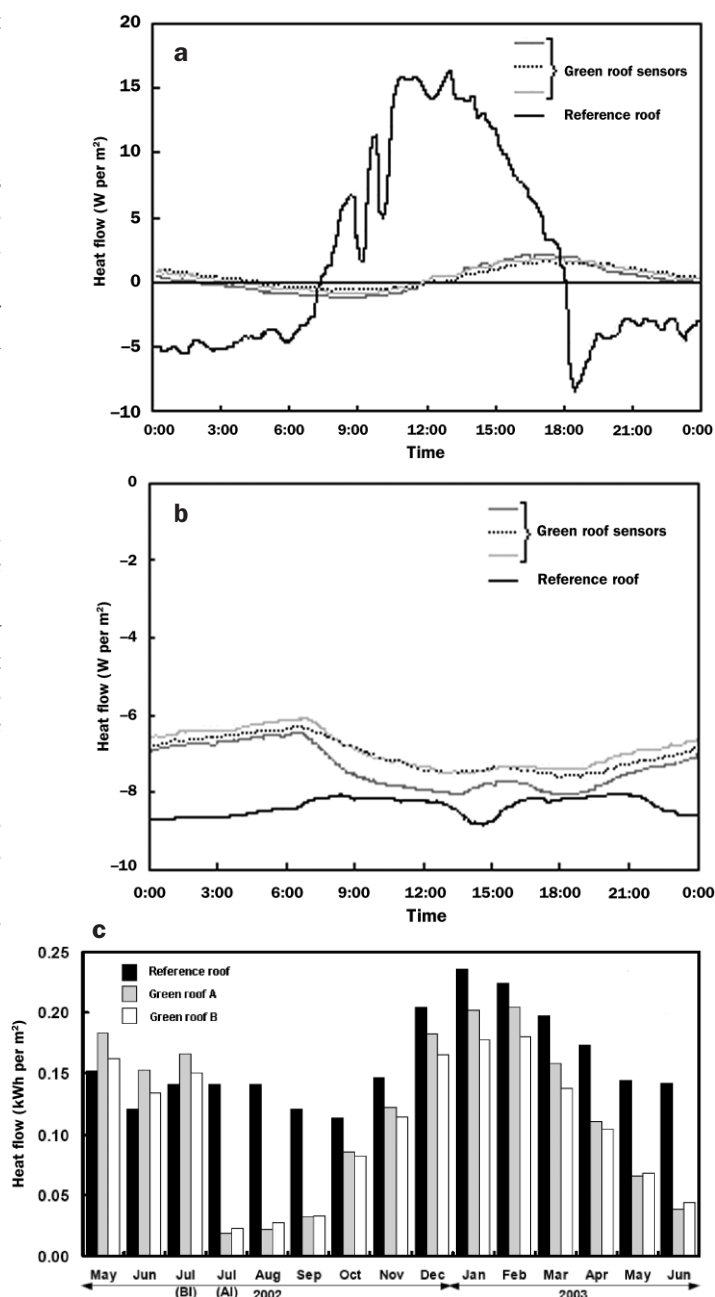 a
20
15
10
5
0
−5
−10
Heat flow (W per m²)
Green roof sensors
Reference roof
0:00 3:00 6:00 9:00 12:00 15:00 18:00 21:00 0:00
Time
b
0
−2
−4
−6
−8
−10
Heat flow (W per m²)
Green roof sensors
Reference roof
0:00 3:00 6:00 9:00 12:00 15:00 18:00 21:00 0:00
Time
c
0.25
0.20
0.15
0.10
0.05
0.00
Heat flow (kWh per m²)
Reference roof
Green roof A
Green roof B
May Jun Jul Jul Aug Sep Oct Nov Dec Jan Feb Mar Apr May Jun
(BI) (AI) 2002 2003